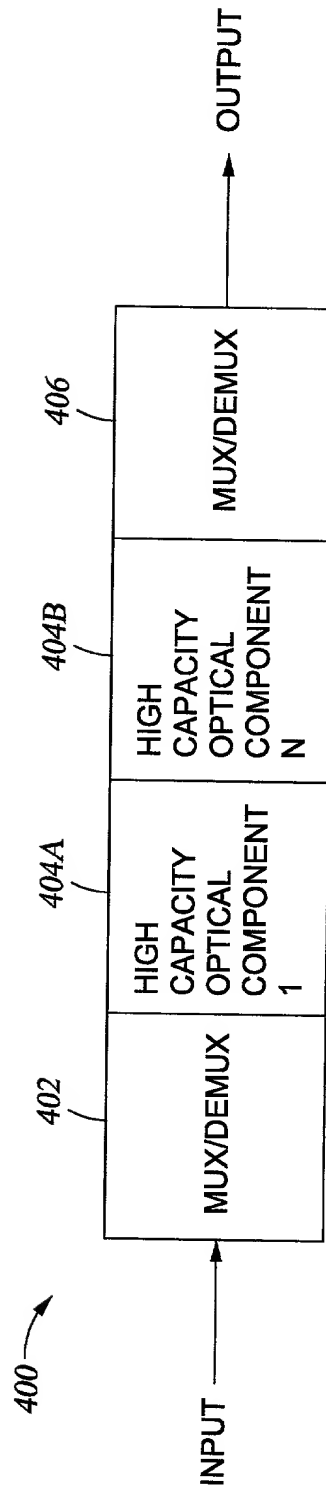 400
402
404A
404B
406
INPUT
MUX/DEMUX
HIGH
CAPACITY
OPTICAL
COMPONENT
1
HIGH
CAPACITY
OPTICAL
COMPONENT
N
MUX/DEMUX
OUTPUT